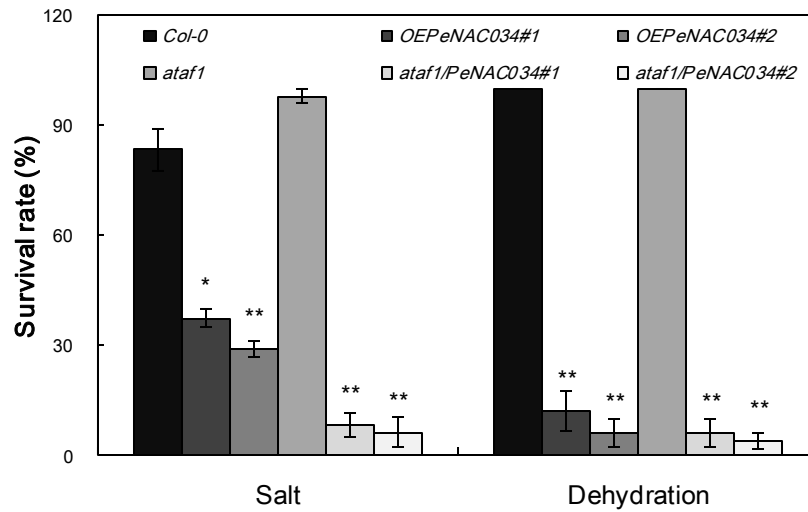 120
Col-0 OEPeNAC034#1 OEPeNAC034#2
ataf1 ataf1/PeNAC034#1 ataf1/PeNAC034#2
90
Survival rate (%)
60
*
**
30
** ** ** ** ** **
0
Salt Dehydration